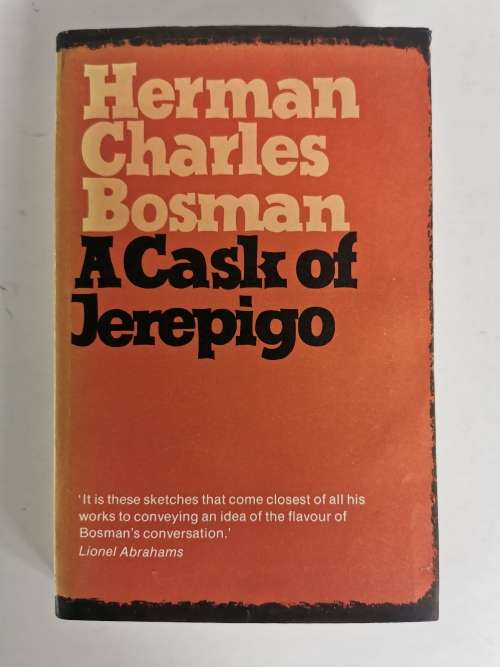 Herman
Charles
Bosman
A Cask of
Jerepigo
'It is these sketches that come closest of all his
works to conveying an idea of the flavour of
Bosman's conversation.'
Lionel Abrahams